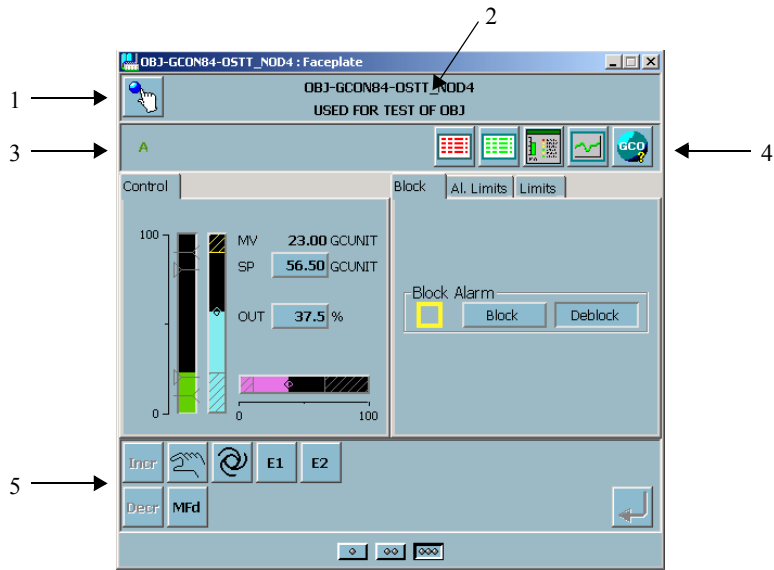 2
OBJ-GCON84-OSTT_NOD4 : Faceplate
1
OBJ-GCON84-OSTT_NOD4
USED FOR TEST OF OBJ
3
A
GCO
?
4
Control
Block
Al. Limits
Limits
100
MV 23.00 GCUNIT
SP 56.50 GCUNIT
OUT 37.5 %
0
0 100
Block Alarm
Block Deblock
5
Incr E1 E2
Decr MFd